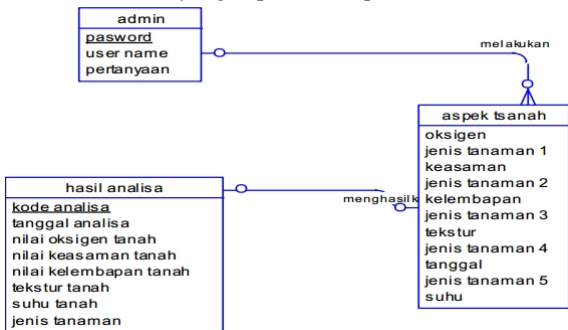 admin
pasword
user name
pertanyaan
melakukan
aspek tsanah
oksigen
jenis tanaman 1
keasaman
jenis tanaman 2
kelembapan
jenis tanaman 3
tekstur
jenis tanaman 4
tanggal
jenis tanaman 5
suhu
menghasilk
hasil analisa
kode analisa
tanggal analisa
nilai oksigen tanah
nilai keasaman tanah
nilai kelembapan tanah
tekstur tanah
suhu tanah
jenis tanaman